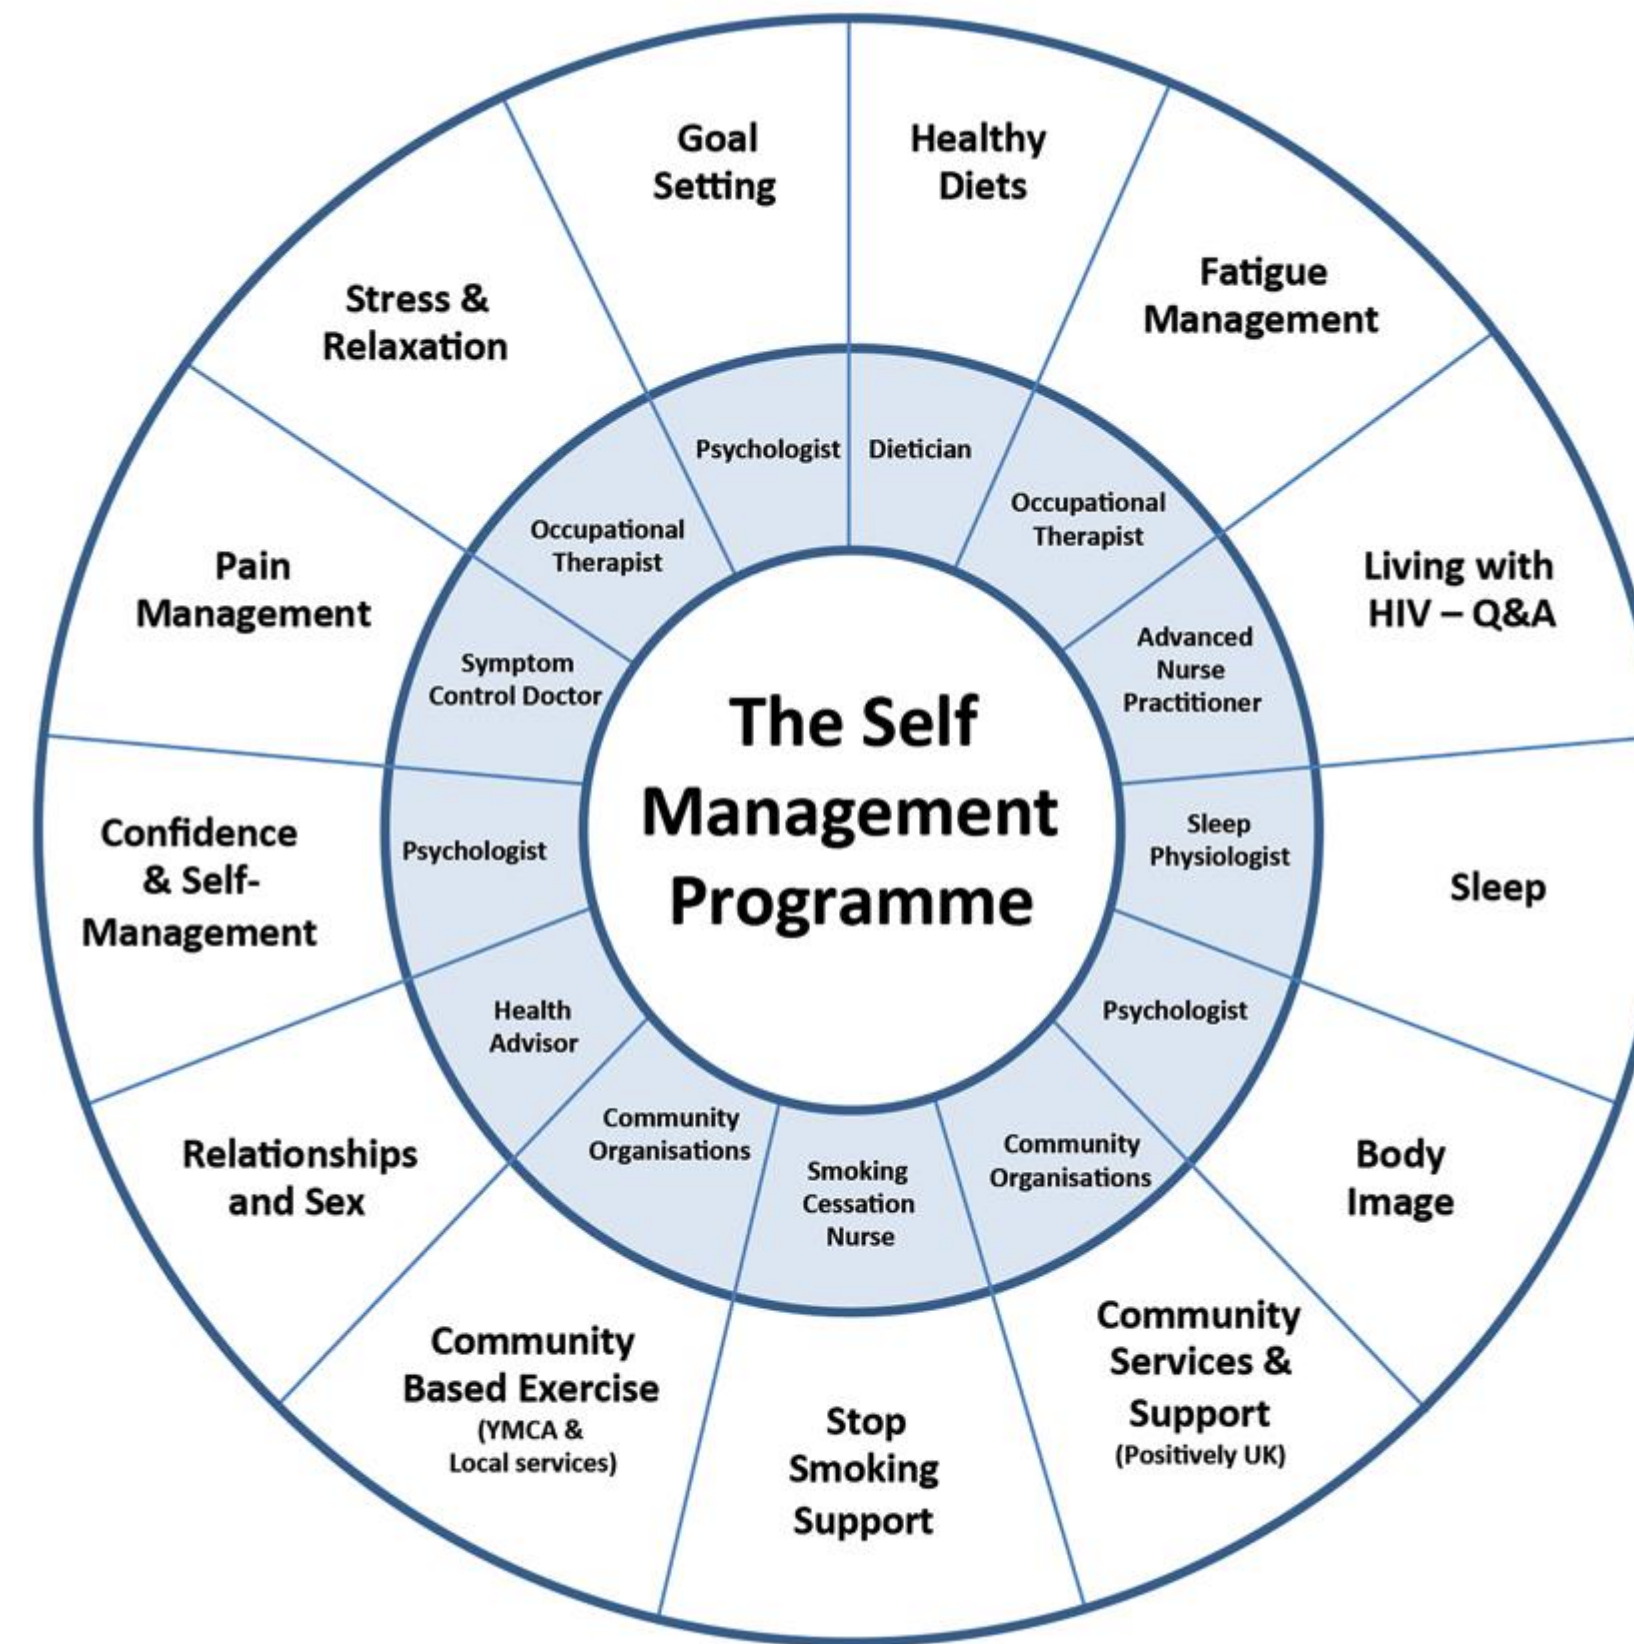 The Self
Management
Programme
Healthy
Diets
Dietician
Fatigue
Management
Occupational
Therapist
Living with
HIV – Q&A
Advanced
Nurse
Practitioner
Sleep
Sleep
Physiologist
Body
Image
Psychologist
Community
Services &
Support
(Positively UK)
Community
Organisations
Stop
Smoking
Support
Smoking
Cessation
Nurse
Community
Based Exercise
(YMCA &
Local services)
Community
Organisations
Relationships
and Sex
Health
Advisor
Confidence
& Self-
Management
Psychologist
Pain
Management
Symptom
Control Doctor
Stress &
Relaxation
Occupational
Therapist
Goal
Setting
Psychologist